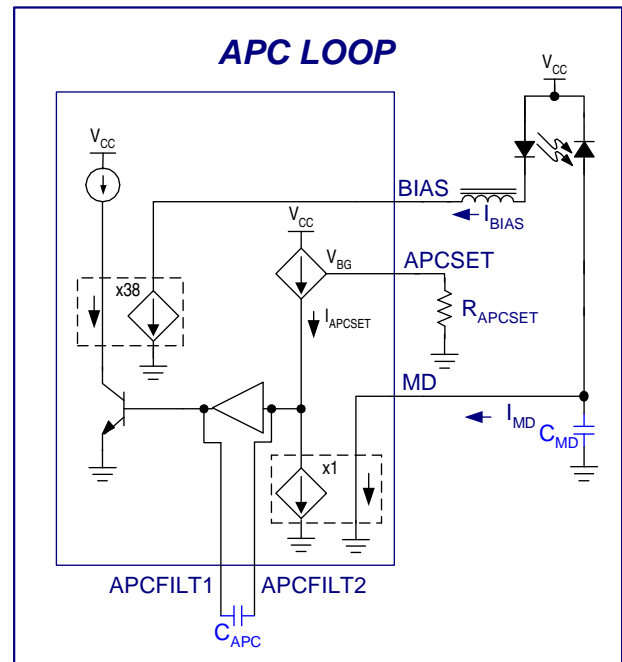 APC LOOP
VCC
VCC
BIAS
IBIAS
VCC
VBG
APCSET
x38
IAPCSET
RAPCSET
MD
IMD
CMD
x1
APCFILT1 APCFILT2
CAPC